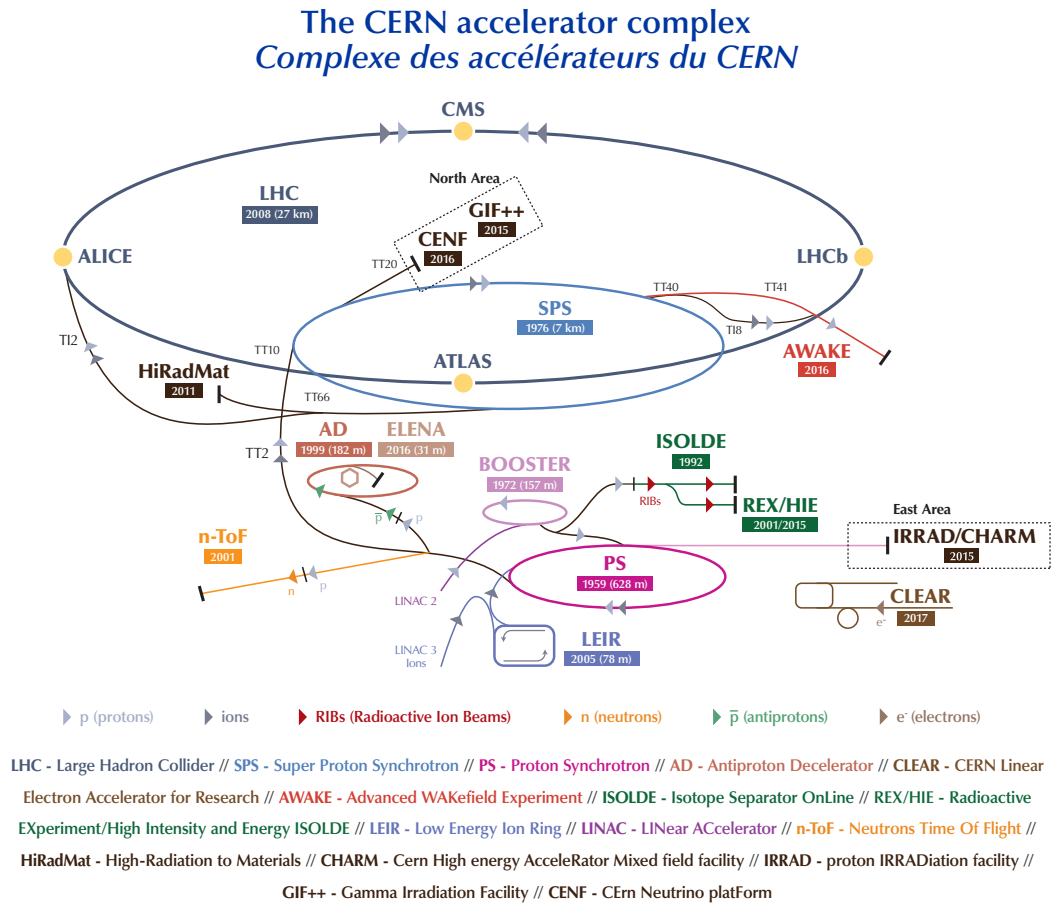 The CERN accelerator complex
Complexe des accélérateurs du CERN
CMS
North Area
LHC
2008 (27 km)
GIF++
2015
CENF
2016
ALICE
LHCb
TT20
TT40
TT41
SPS
1976 (7 km)
TI2
TT10
TI8
ATLAS
AWAKE
2016
HiRadMat
2011
TT66
AD
1999 (182 m)
ELENA
2016 (31 m)
TT2
BOOSTER
1972 (157 m)
ISOLDE
1992
RIBs
REX/HIE
2001/2015
East Area
p̅
p
n-ToF
2001
IRRAD/CHARM
2015
PS
1959 (628 m)
n
p
LINAC 2
CLEAR
2017
e-
LINAC 3
Ions
LEIR
2005 (78 m)
p (protons)
ions
RIBs (Radioactive Ion Beams)
n (neutrons)
p̅ (antiprotons)
e- (electrons)
LHC - Large Hadron Collider // SPS - Super Proton Synchrotron // PS - Proton Synchrotron // AD - Antiproton Decelerator // CLEAR - CERN Linear
Electron Accelerator for Research // AWAKE - Advanced WAKefield Experiment // ISOLDE - Isotope Separator OnLine // REX/HIE - Radioactive
EXperiment/High Intensity and Energy ISOLDE // LEIR - Low Energy Ion Ring // LINAC - LINear ACcelerator // n-ToF - Neutrons Time Of Flight //
HiRadMat - High-Radiation to Materials // CHARM - Cern High energy AcceleRator Mixed field facility // IRRAD - proton IRRADiation facility //
GIF++ - Gamma Irradiation Facility // CENF - CErn Neutrino platForm